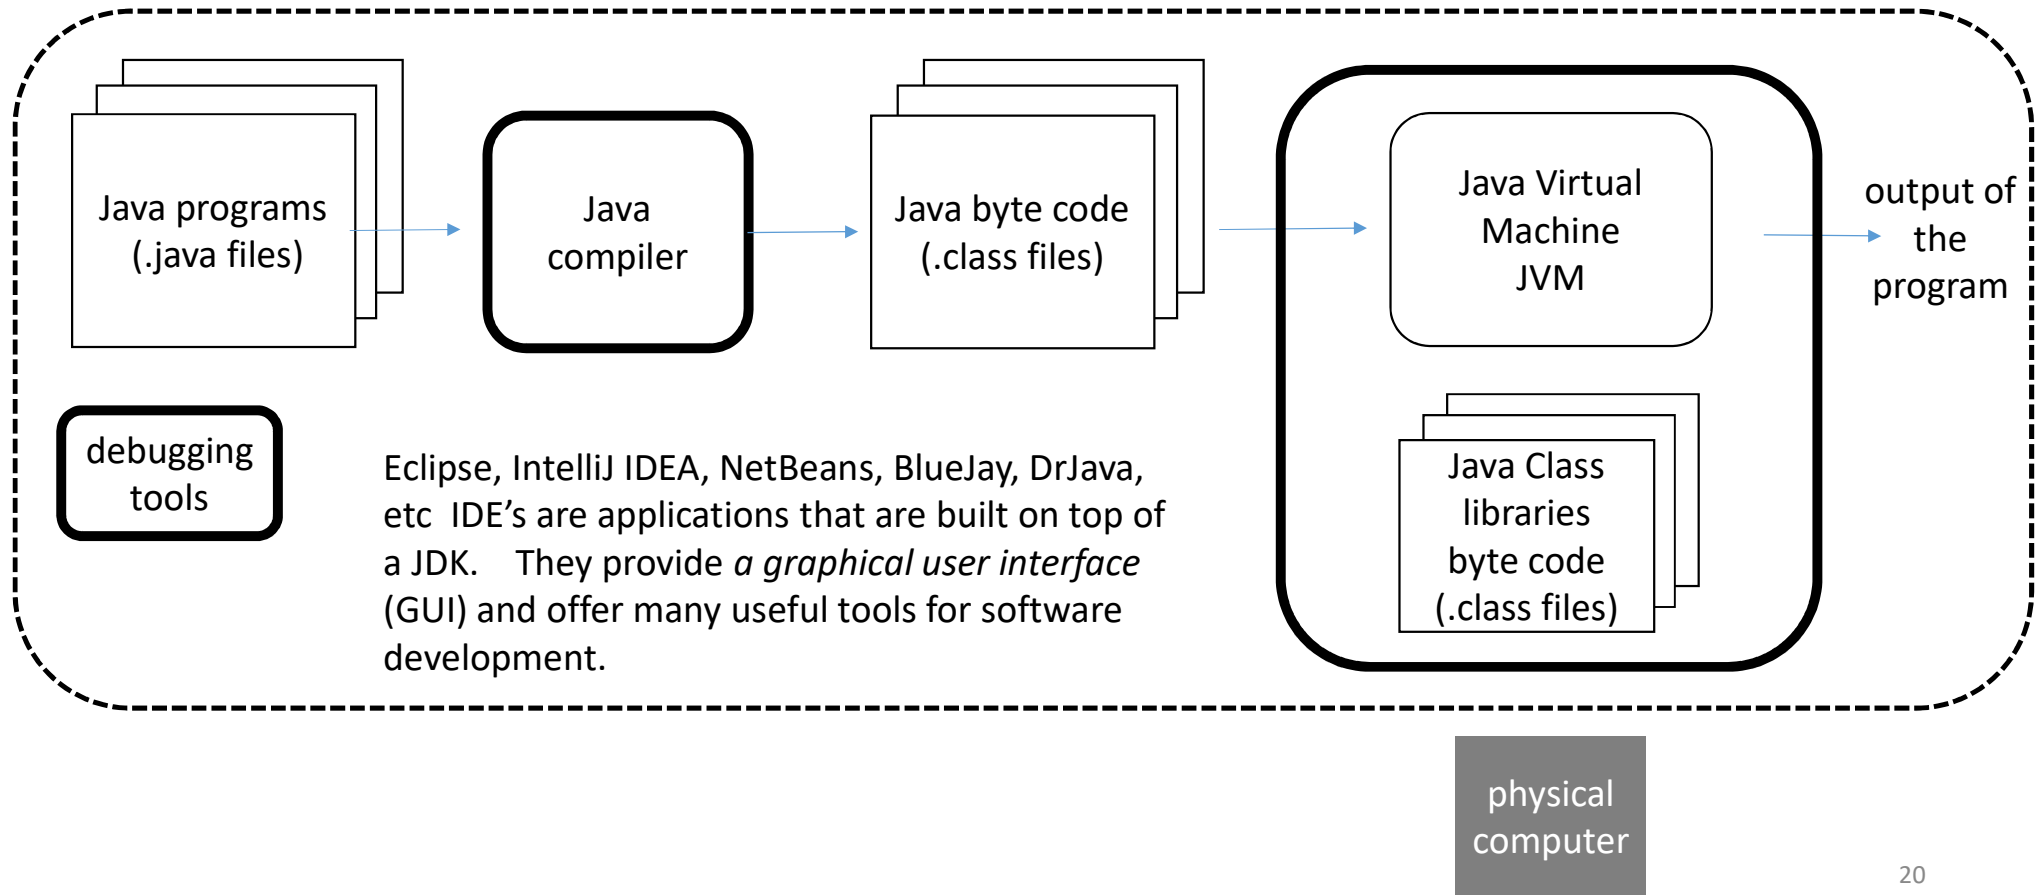 Java programs
(.java files)
Java
compiler
Java byte code
(.class files)
Java Virtual
Machine
JVM
output of
the
program
debugging
tools
Eclipse, IntelliJ IDEA, NetBeans, BlueJay, DrJava,
etc IDE’s are applications that are built on top of
a JDK. They provide a graphical user interface
(GUI) and offer many useful tools for software
development.
Java Class
libraries
byte code
(.class files)
physical
computer
20